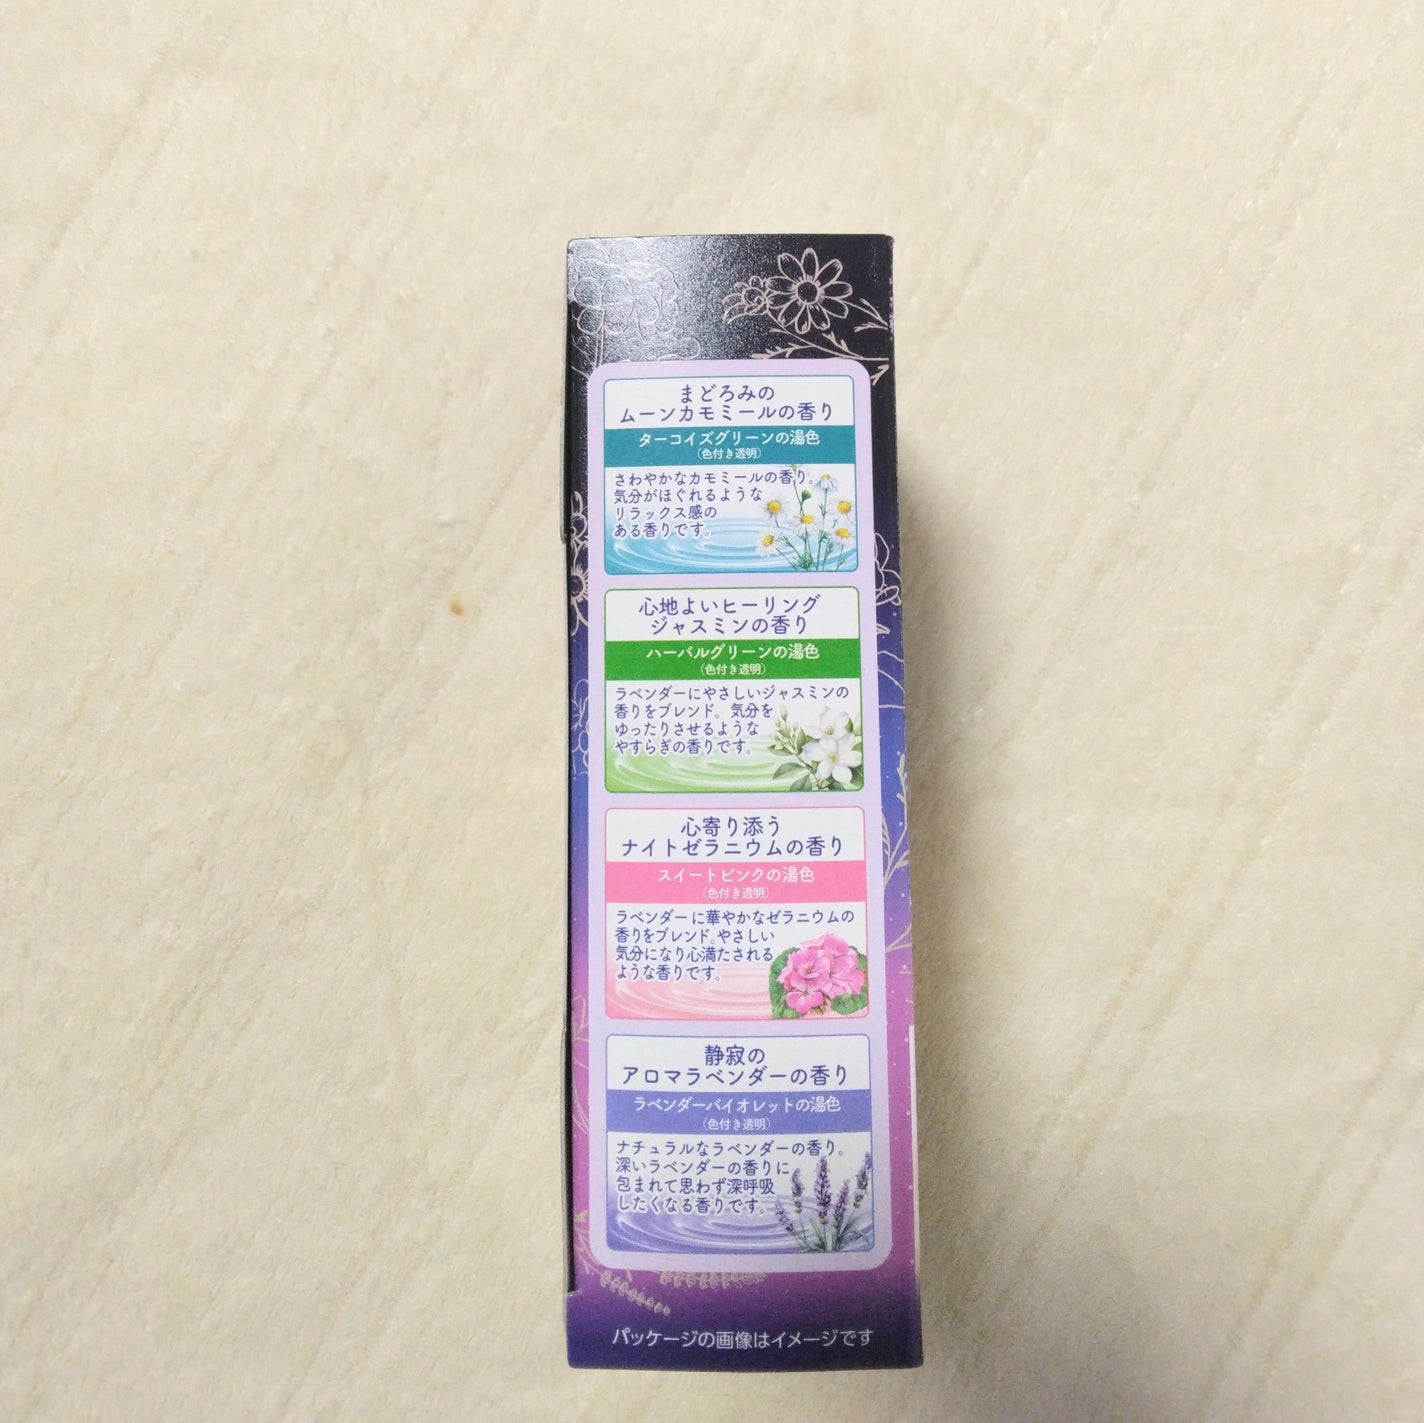 まどろみの
ムーンカモミールの香り
ターコイズグリーンの湯色
(色付き透明)
さわやかなカモミールの香り。
気分がほぐれるような
リラックス感の
ある香りです。
心地よいヒーリング
ジャスミンの香り
ハーバルグリーンの湯色
(色付き透明)
ラベンダーにやさしいジャスミンの
香りをブレンド。気分を
ゆったりさせるような
やすらぎの香りです。
心寄り添う
ナイトゼラニウムの香り
スイートピンクの湯色
(色付き透明)
ラベンダーに華やかなゼラニウムの
香りをブレンド。やさしい
気分になり心満たされる
ような香りです。
静寂の
アロマラベンダーの香り
ラベンダーバイオレットの湯色
(色付き透明)
ナチュラルなラベンダーの香り。
深いラベンダーの香りに
包まれて思わず深呼吸
したくなる香りです。
パッケージの画像はイメージです